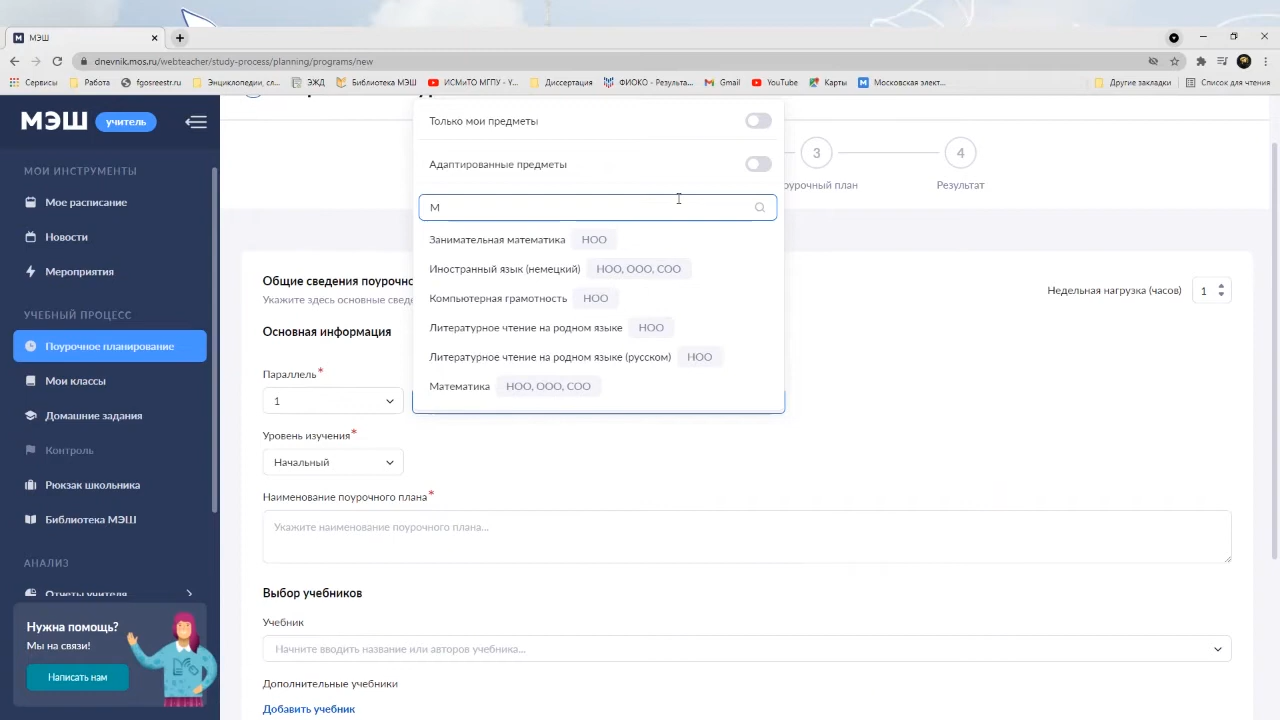 МЭШ
dnevnik.mos.ru/webteacher/study-process/planning/programs/new
Сервисы
Работа
fgosreestr.ru
Энциклопедия, сл...
ЭЖД
Библиотека МЭШ
ИСМиТО МГПУ - Y...
Диссертация
ФИОКО - Результа...
Gmail
YouTube
Карты
Московская элект...
Другие закладки
Список для чтения
МЭШ
учитель
МОИ ИНСТРУМЕНТЫ
Мое расписание
Новости
Мероприятия
УЧЕБНЫЙ ПРОЦЕСС
Поурочное планирование
Мои классы
Домашние задания
Контроль
Рюкзак школьника
Библиотека МЭШ
АНАЛИЗ
Отчеты учителя
Нужна помощь?
Мы на связи!
Написать нам
Только мои предметы
Адаптированные предметы
М
Занимательная математика НОО
Иностранный язык (немецкий) НОО, ООО, СОО
Компьютерная грамотность НОО
Литературное чтение на родном языке НОО
Литературное чтение на родном языке (русском) НОО
Математика НОО, ООО, СОО
3
4
оурочный план
Результат
Общие сведения поурочно
Укажите здесь основные свед
Недельная нагрузка (часов) 1
Основная информация
Параллель*
1
Уровень изучения*
Начальный
Наименование поурочного плана*
Укажите наименование поурочного плана...
Выбор учебников
Учебник
Начните вводить название или авторов учебника...
Дополнительные учебники
Добавить учебник